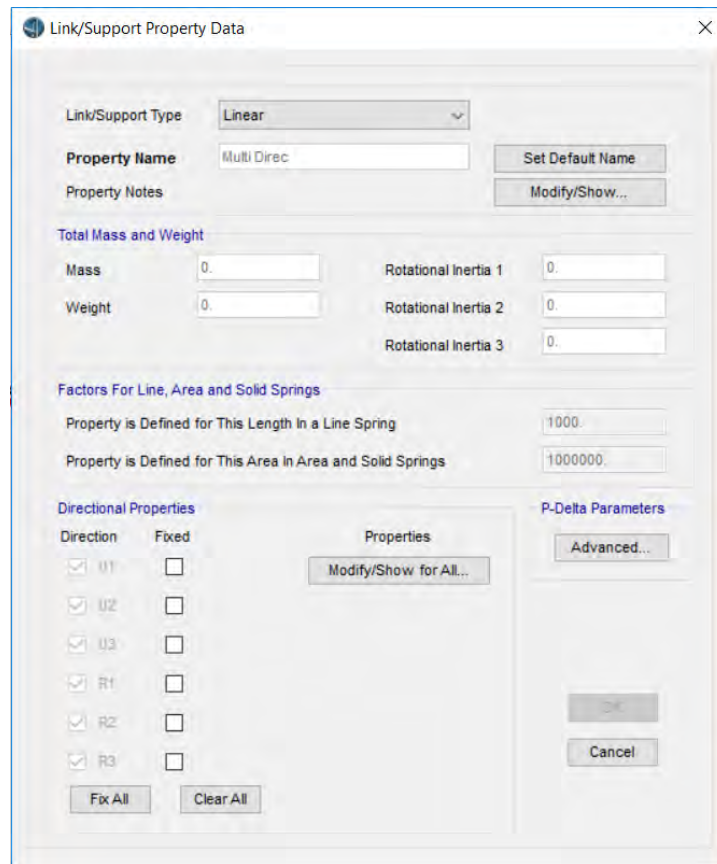 Link/Support Property Data
Link/Support Type Linear
Property Name Multi Direc Set Default Name
Property Notes Modify/Show...
Total Mass and Weight
Mass 0. Rotational Inertia 1 0.
Weight 0. Rotational Inertia 2 0.
Rotational Inertia 3 0.
Factors For Line, Area and Solid Springs
Property is Defined for This Length In a Line Spring 1000.
Property is Defined for This Area in Area and Solid Springs 1000000.
Directional Properties P-Delta Parameters
Direction Fixed Properties Advanced...
U1 Modify/Show for All...
U2
U3
R1
R2 OK
R3 Cancel
Fix All Clear All